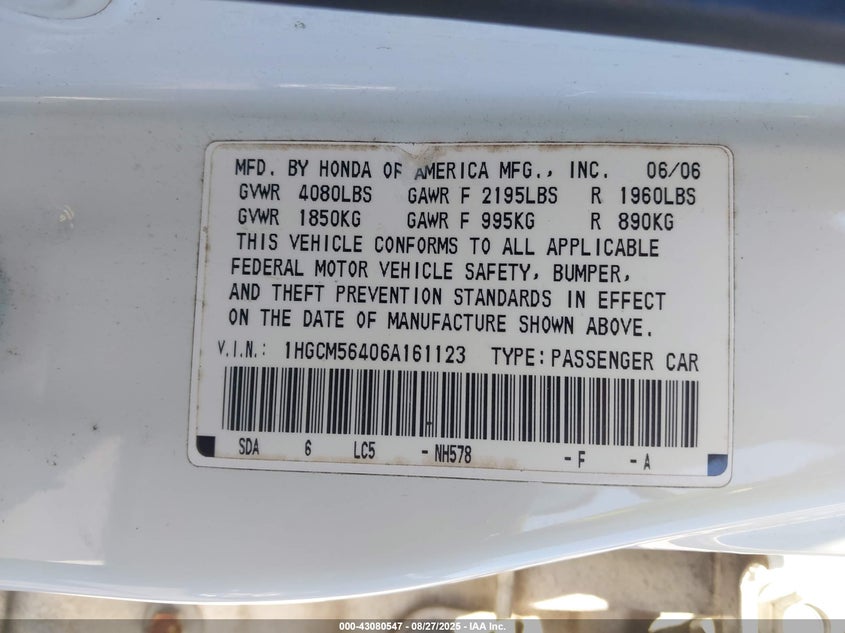 MFD. BY HONDA OF AMERICA MFG., INC. 06/06
GVWR 4080LBS GAWR F 2195LBS R 1960LBS
GVWR 1850KG GAWR F 995KG R 890KG
THIS VEHICLE CONFORMS TO ALL APPLICABLE
FEDERAL MOTOR VEHICLE SAFETY, BUMPER,
AND THEFT PREVENTION STANDARDS IN EFFECT
ON THE DATE OF MANUFACTURE SHOWN ABOVE.
V.I.N.: 1HGCM56406A161123 TYPE: PASSENGER CAR
SDA 6 LC5 - NH578 - F - A
000-43080547 - 08/27/2025 - IAA Inc.